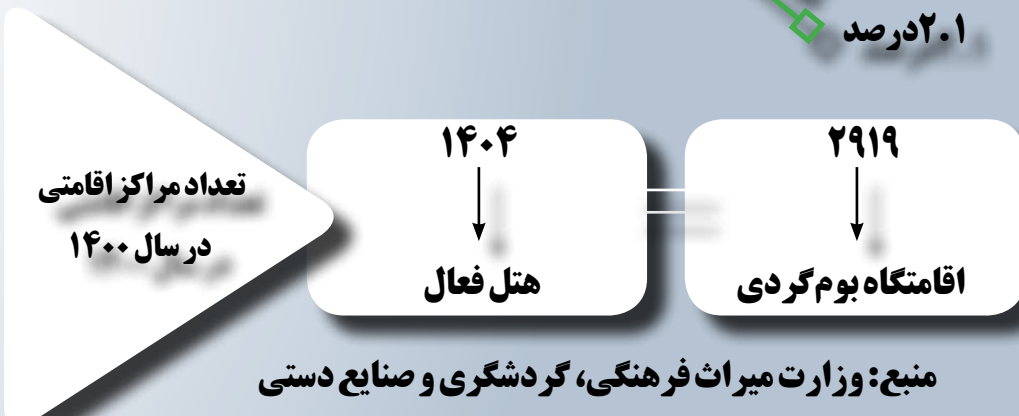 ۲.۱درصد
تعداد مراکز اقامتی
در سال ۱۴۰۰
۱۴۰۴
هتل فعال
۲۹۱۹
اقامتگاه بوم‌گردی
منبع: وزارت میراث فرهنگی، گردشگری و صنایع دستی